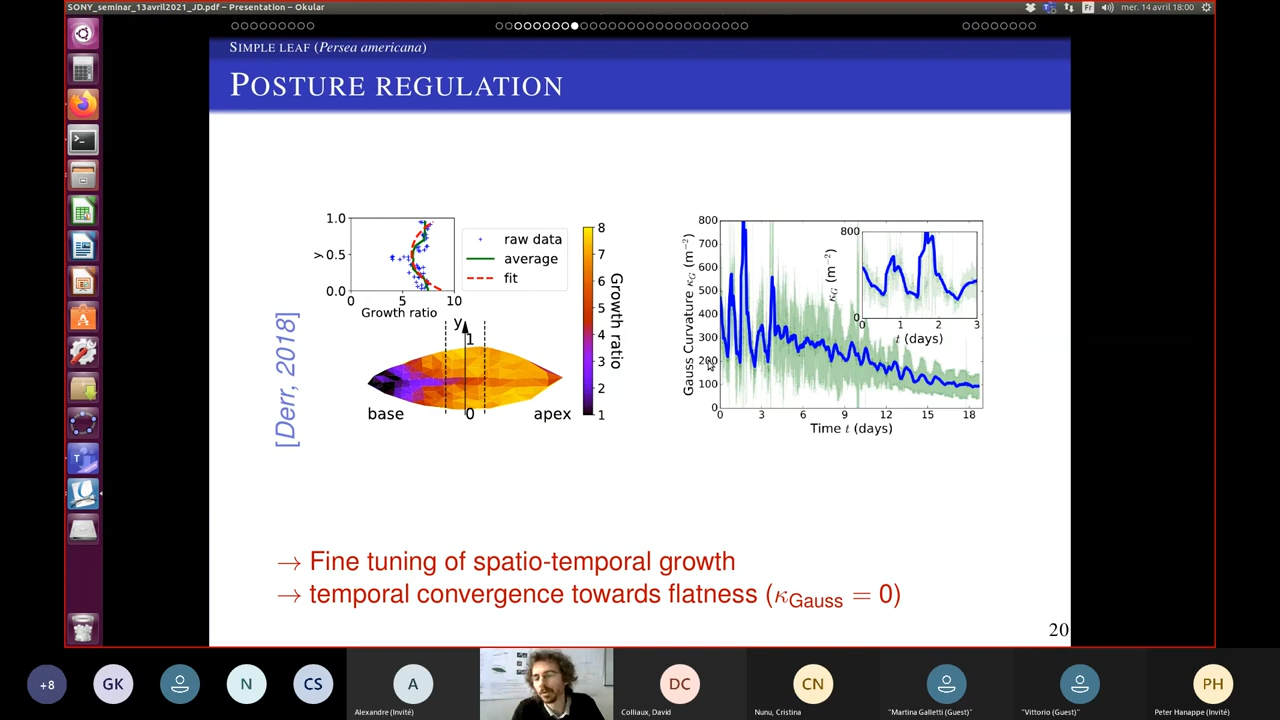 SONY_seminar_13avril2021_JD.pdf – Presentation – Okular
Fr
mer. 14 avril 18:00
SIMPLE LEAF (Persea americana)
POSTURE REGULATION
[Derr, 2018]
1.0
0.5
0.0
y
0
5
10
Growth ratio
raw data
average
fit
y
1
0
base
apex
8
7
6
5
4
3
2
1
Growth ratio
800
700
600
500
400
300
200
100
0
Gauss Curvature κG (m−2)
0
3
6
9
12
15
18
Time t (days)
800
0
κG (m−2)
0
1
2
3
t (days)
→ Fine tuning of spatio-temporal growth
→ temporal convergence towards flatness (κGauss = 0)
20
+8
GK
N
CS
A
DC
CN
PH
Alexandre (Invité)
Colliaux, David
Nunu, Cristina
"Martina Galletti (Guest)"
"Vittorio (Guest)"
Peter Hanappe (Invité)